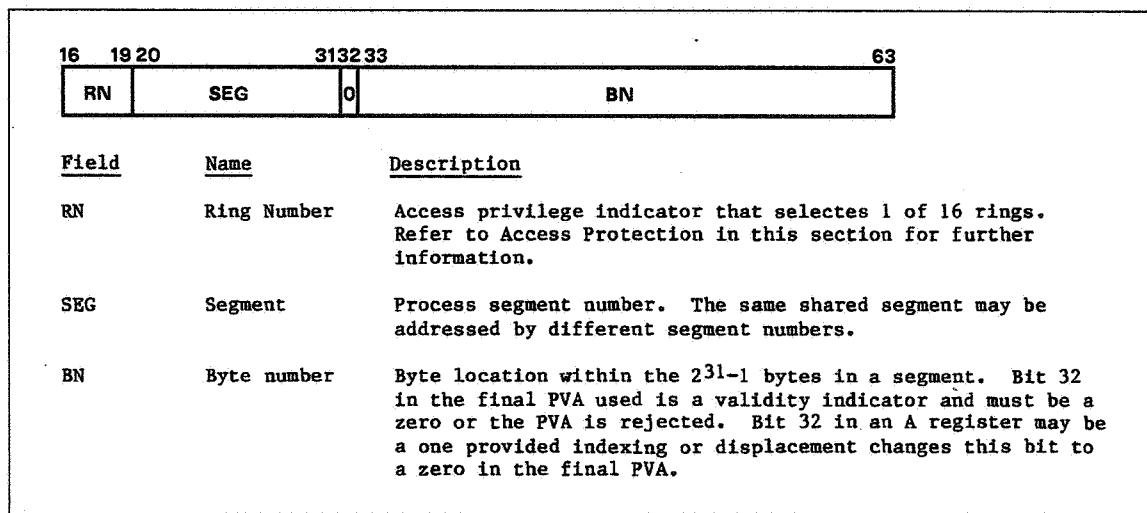 16 19 20 31 32 33 63
RN SEG 0 BN
Field Name Description
RN Ring Number Access privilege indicator that selectes 1 of 16 rings.
Refer to Access Protection in this section for further
information.
SEG Segment Process segment number. The same shared segment may be
addressed by different segment numbers.
BN Byte number Byte location within the 2^31-1 bytes in a segment. Bit 32
in the final PVA used is a validity indicator and must be a
zero or the PVA is rejected. Bit 32 in an A register may be
a one provided indexing or displacement changes this bit to
a zero in the final PVA.